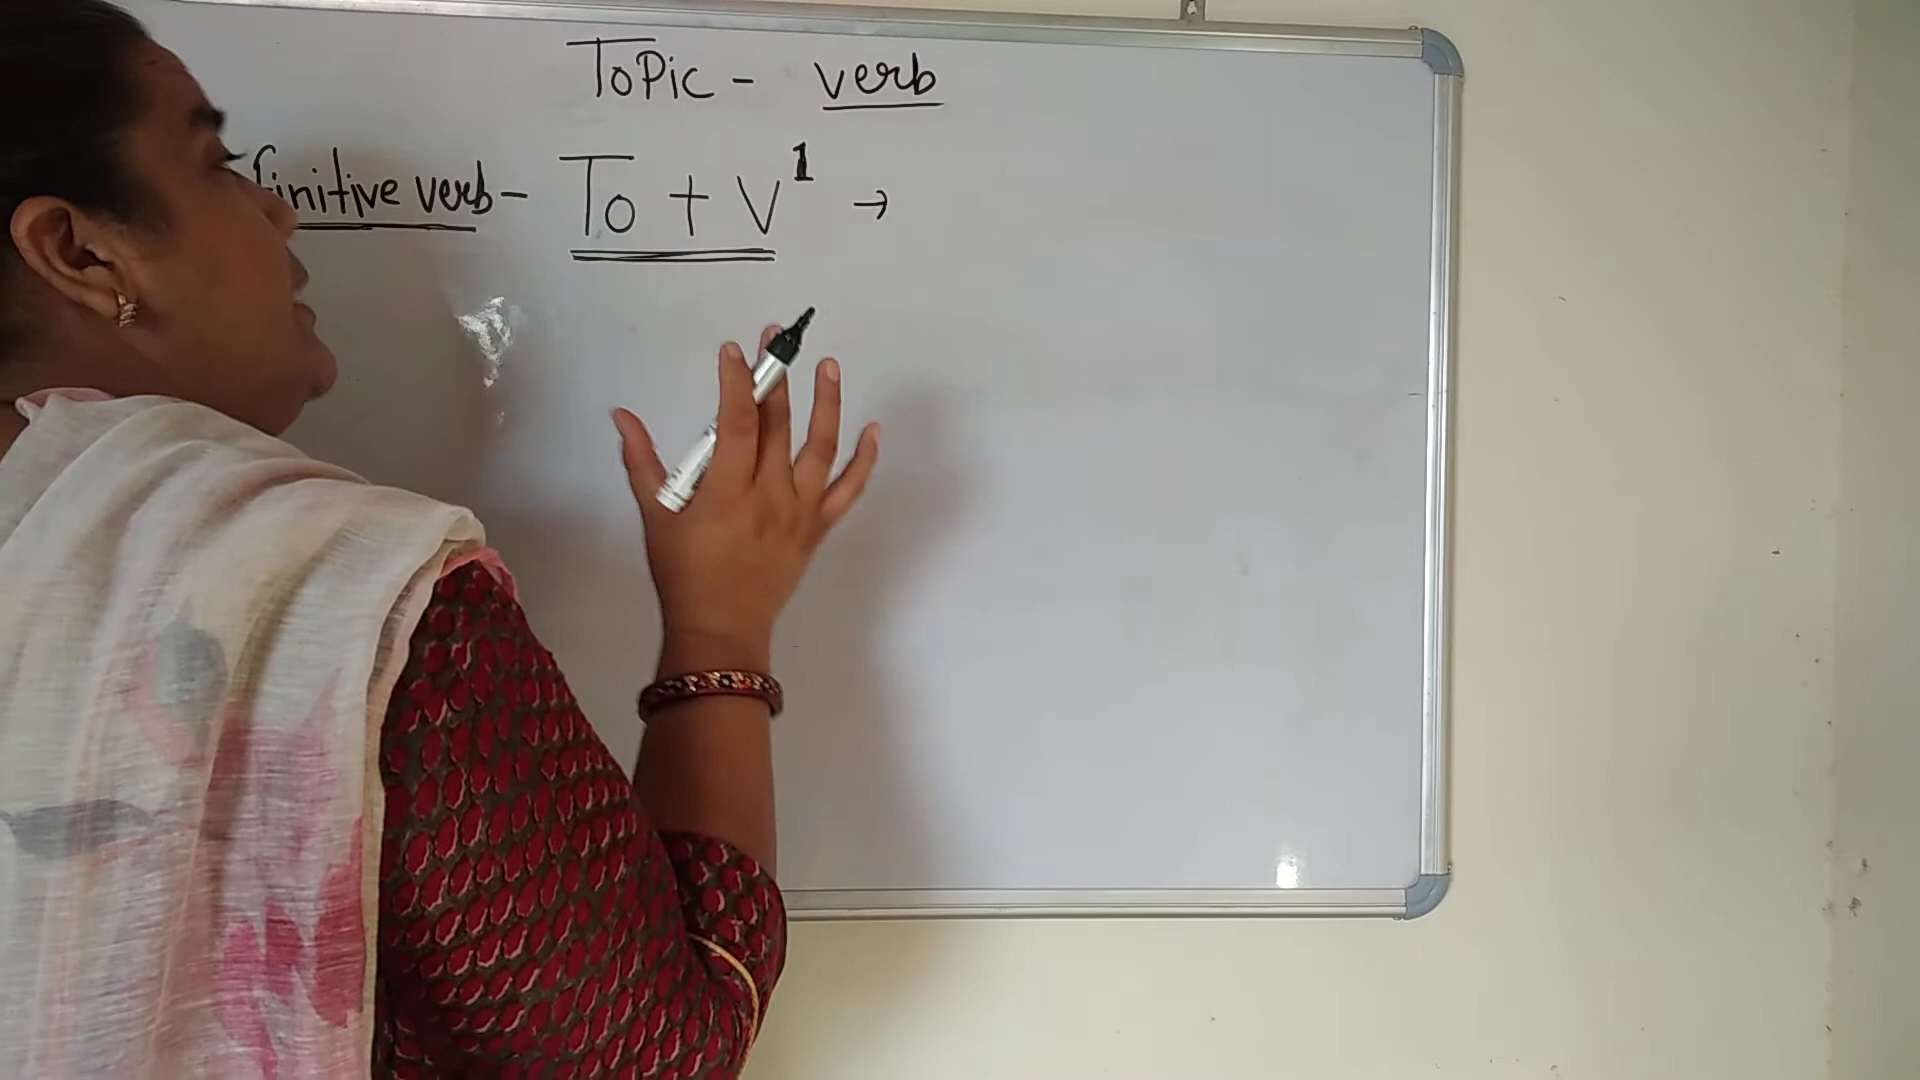 ToPic - verb
finitive verb - To + V¹ →